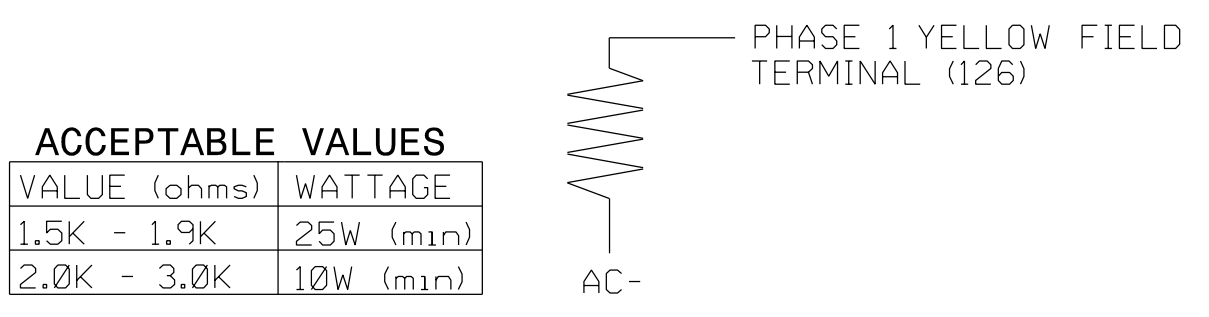 PHASE 1 YELLOW FIELD
TERMINAL (126)
ACCEPTABLE VALUES
VALUE (ohms) WATTAGE
1.5K - 1.9K 25W (min)
2.0K - 3.0K 10W (min)
AC-